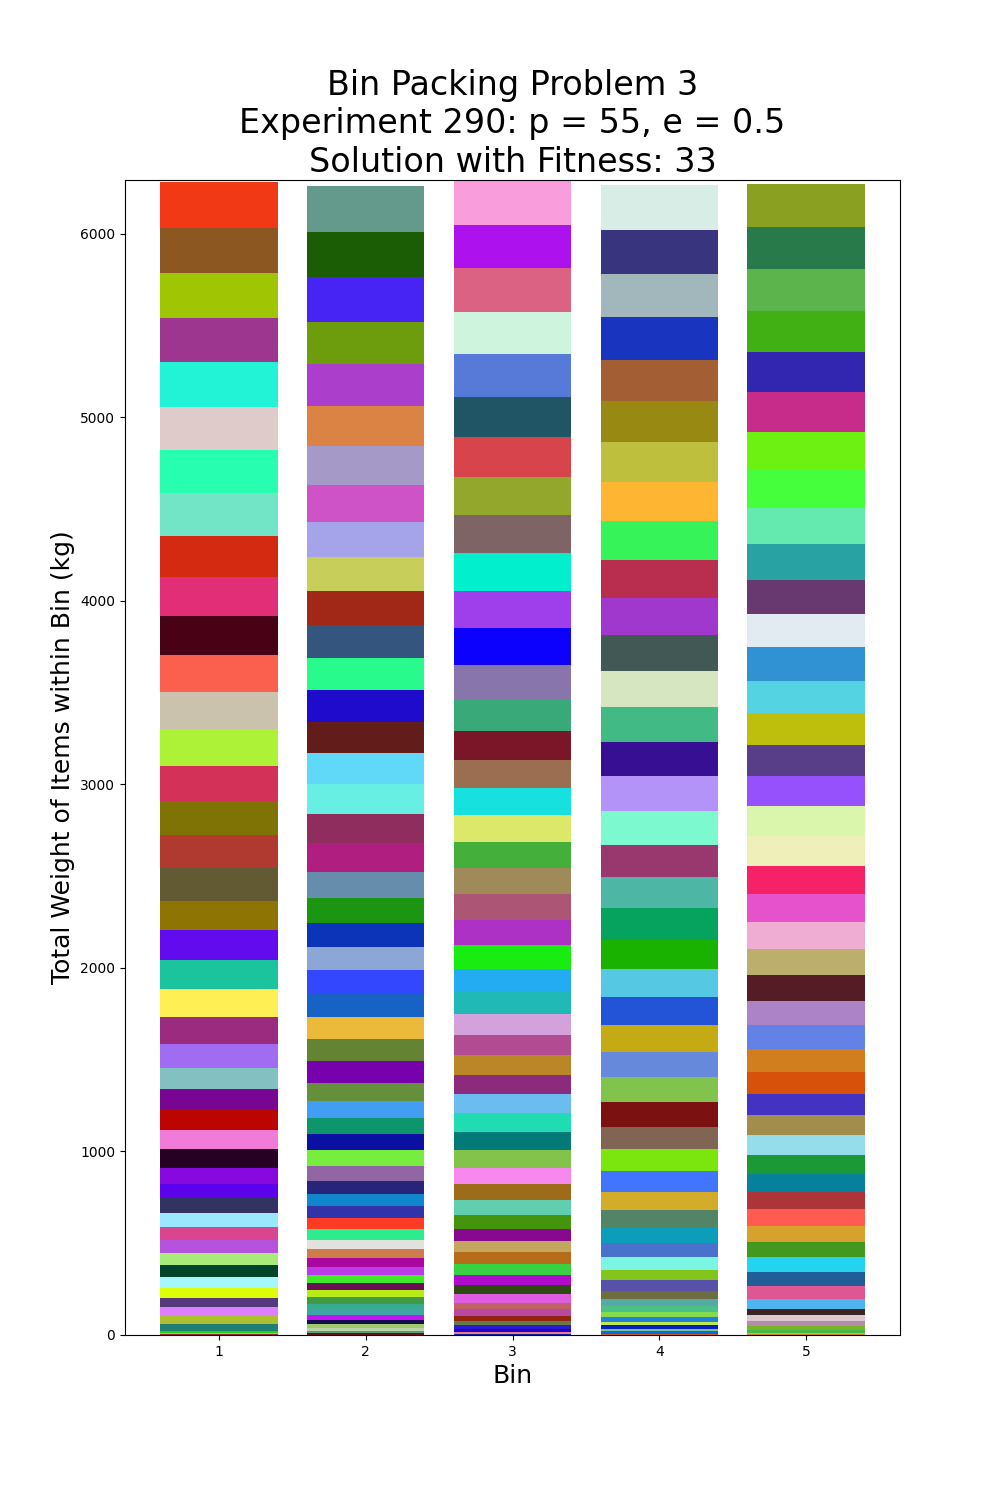 Bin Packing Problem 3
Experiment 290: p = 55, e = 0.5
Solution with Fitness: 33
Total Weight of Items within Bin (kg)
6000
5000
4000
3000
2000
1000
0
1 2 3 4 5
Bin